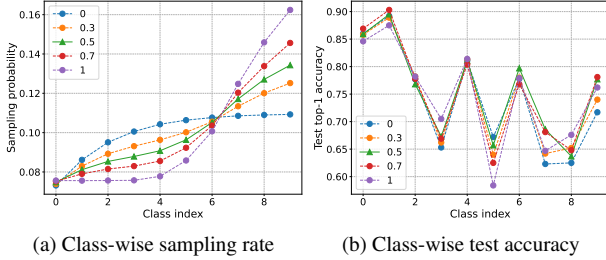 0.16
0.14
0.12
0.10
0.08
Sampling probability
0
0.3
0.5
0.7
1
0 2 4 6 8
Class index
(a) Class-wise sampling rate
0.90
0.85
0.80
0.75
0.70
0.65
0.60
Test top-1 accuracy
0
0.3
0.5
0.7
1
0 2 4 6 8
Class index
(b) Class-wise test accuracy